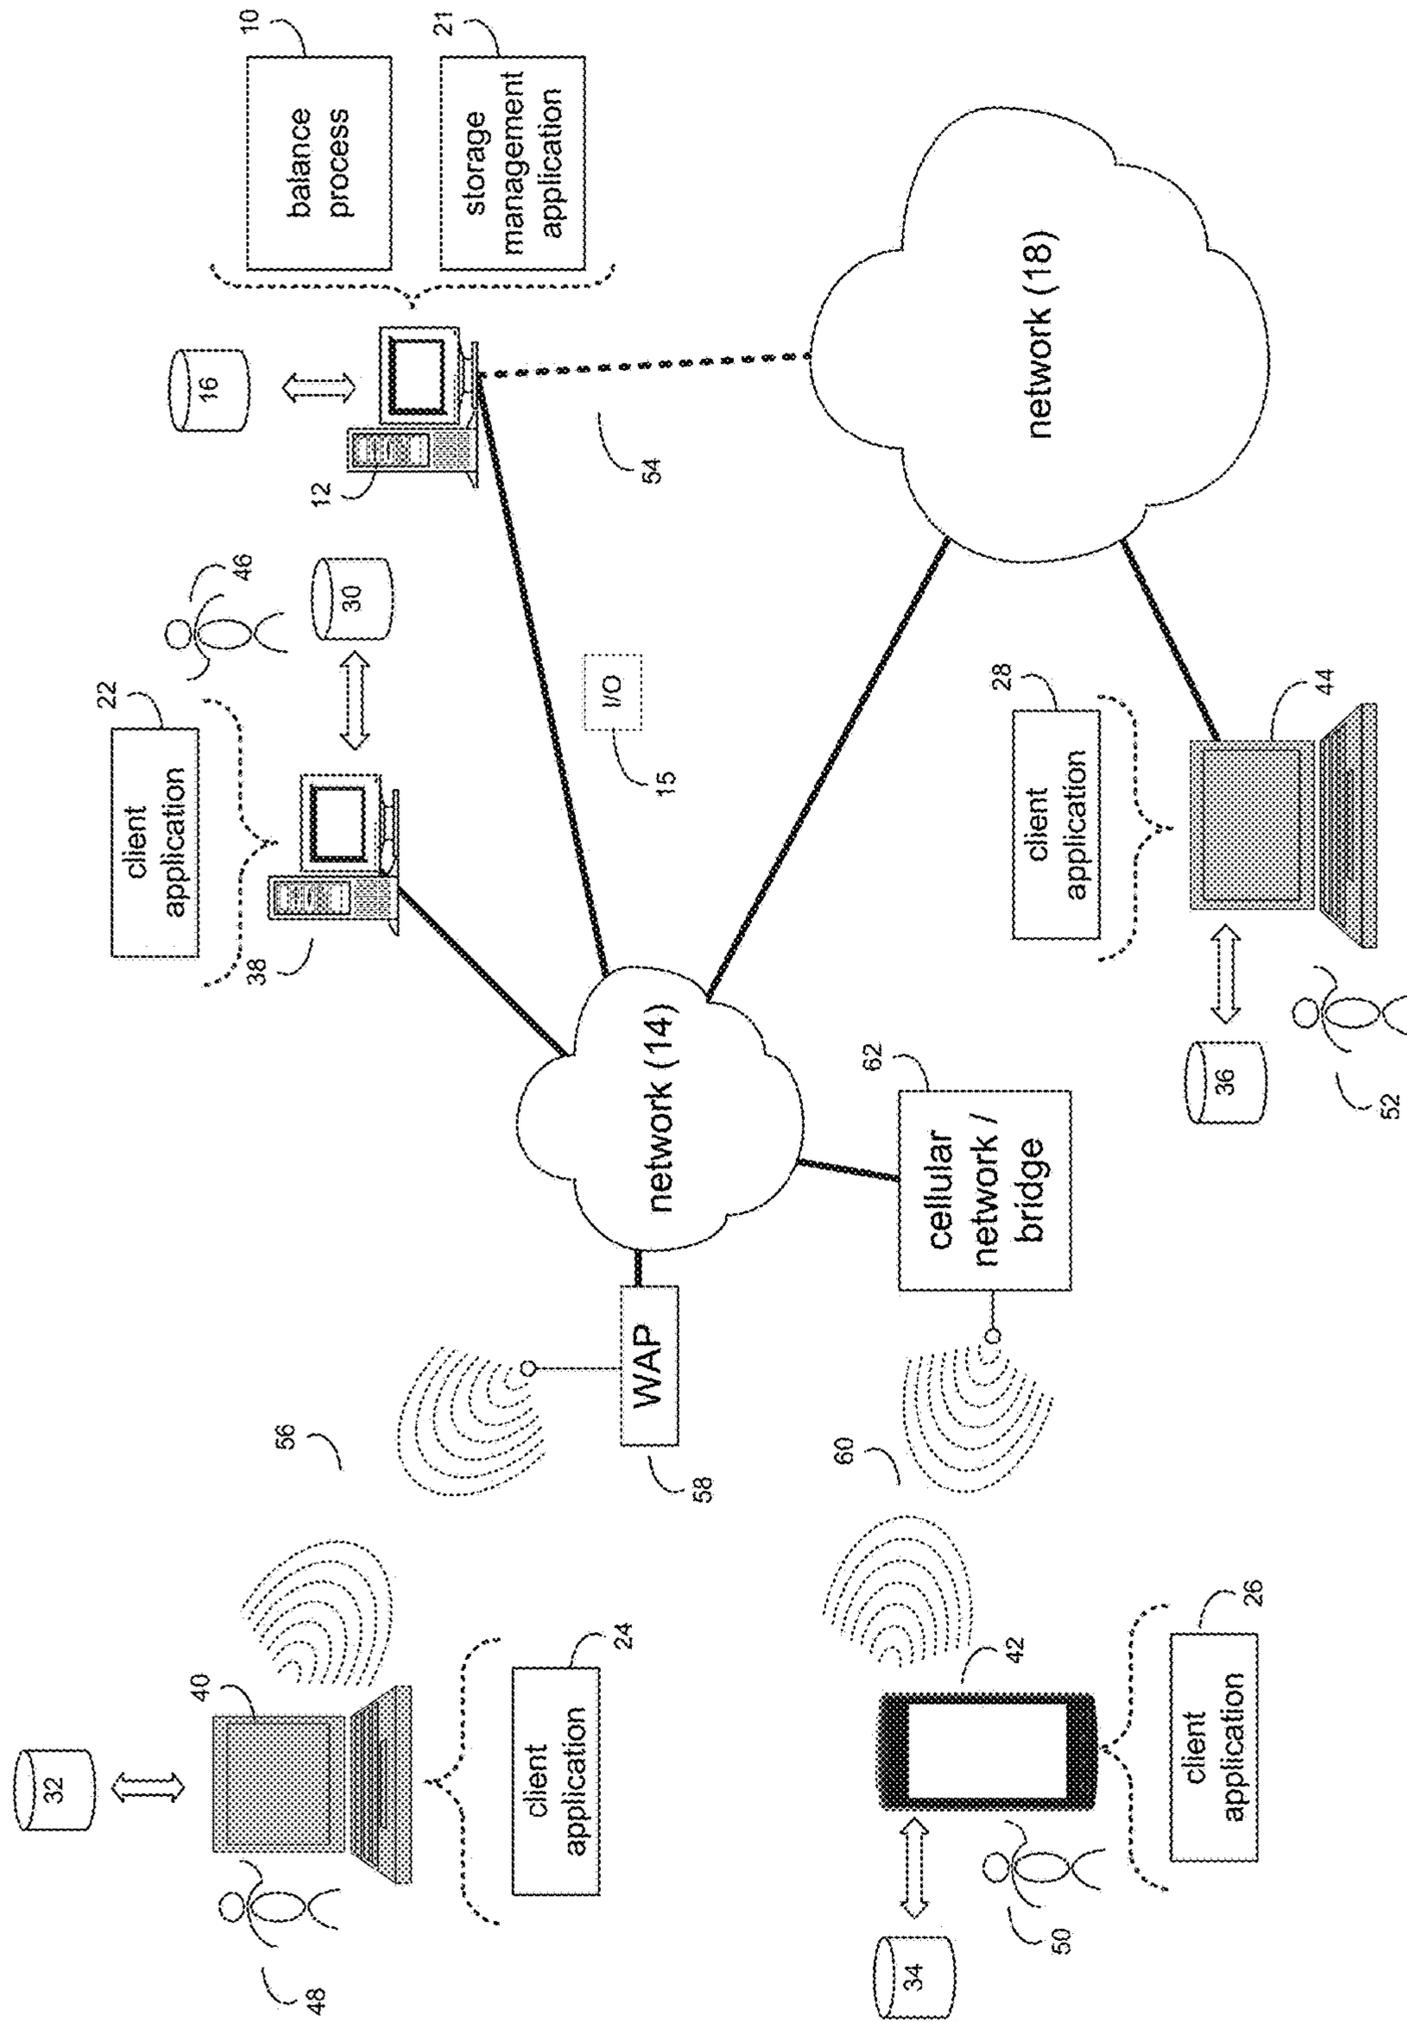 32
40
48
client
application
24
56
WAP
58
34
50
42
client
application
26
60
cellular
network /
bridge
62
network (14)
client
application
22
38
30
46
I/O
15
16
12
balance
process
10
storage
management
application
21
54
network (18)
client
application
28
44
36
52